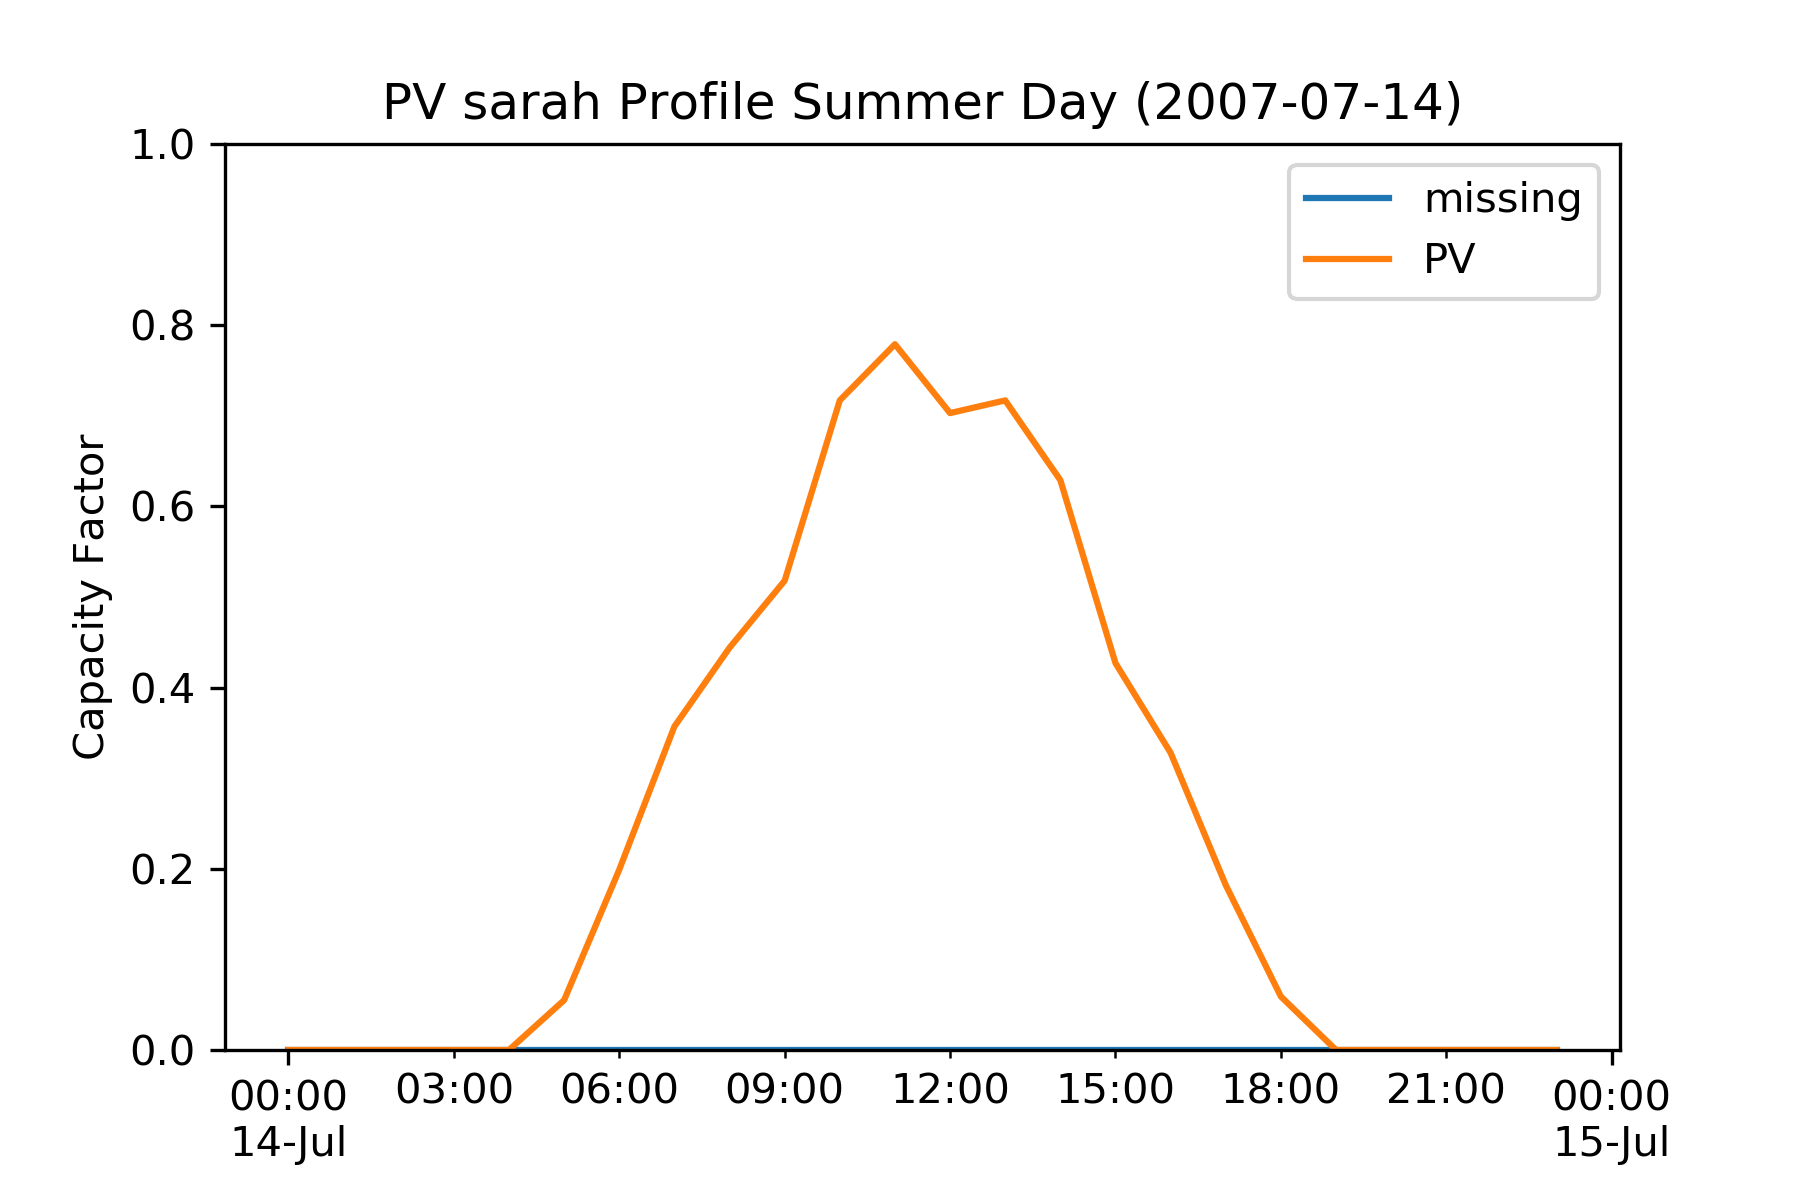 PV sarah Profile Summer Day (2007-07-14)
1.0
0.8
0.6
0.4
0.2
0.0
Capacity Factor
missing
PV
00:00 03:00 06:00 09:00 12:00 15:00 18:00 21:00 00:00
14-Jul 15-Jul